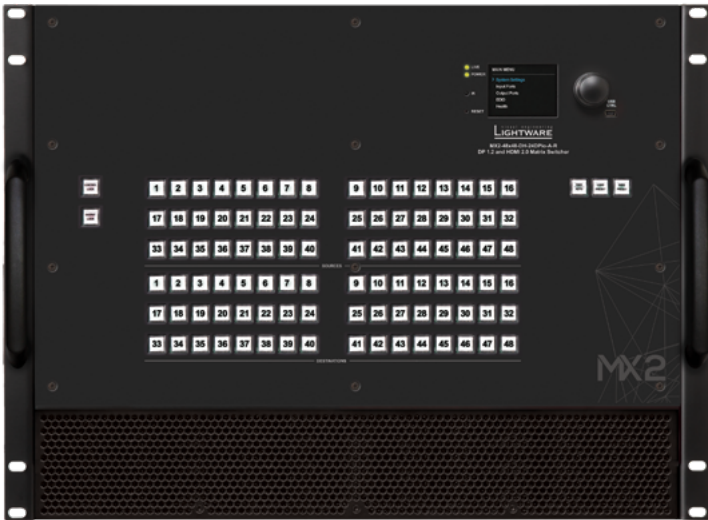 LIVE
POWER
IR
RESET
MAIN MENU
System Settings
Input Ports
Output Ports
EDID
Health
LIGHTWARE
MX2-48x48-DH-24DPio-A-R
DP 1.2 and HDMI 2.0 Matrix Switcher
1 2 3 4 5 6 7 8 9 10 11 12 13 14 15 16
17 18 19 20 21 22 23 24 25 26 27 28 29 30 31 32
33 34 35 36 37 38 39 40 41 42 43 44 45 46 47 48
SOURCES
1 2 3 4 5 6 7 8 9 10 11 12 13 14 15 16
17 18 19 20 21 22 23 24 25 26 27 28 29 30 31 32
33 34 35 36 37 38 39 40 41 42 43 44 45 46 47 48
DESTINATIONS
MX2